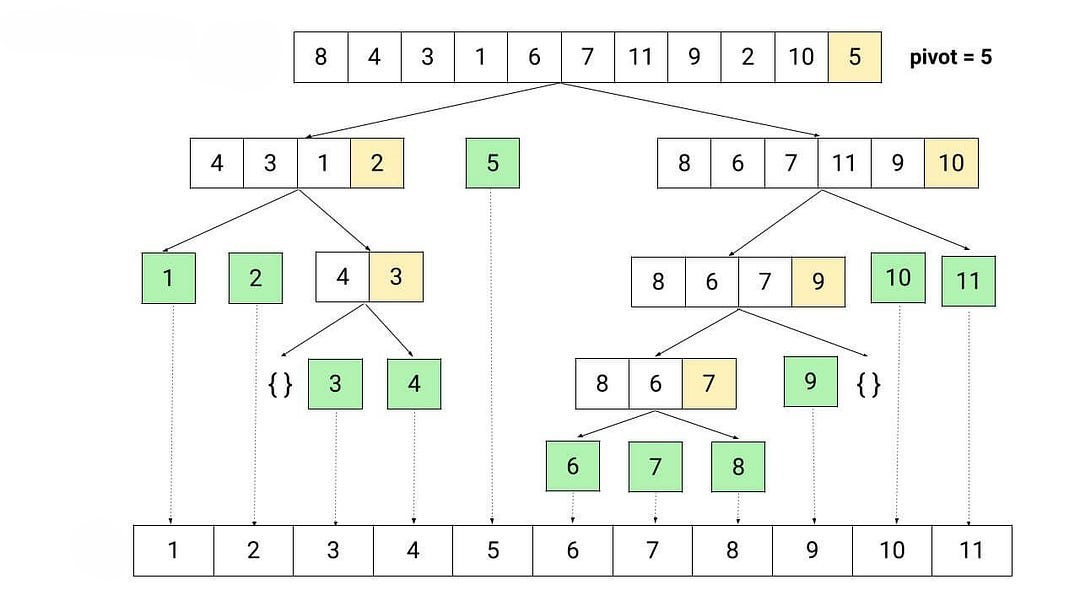 8 4 3 1 6 7 11 9 2 10 5 pivot = 5
4 3 1 2 5 8 6 7 11 9 10
1 2 4 3 8 6 7 9 10 11
{} 3 4 8 6 7 9 {}
6 7 8
1 2 3 4 5 6 7 8 9 10 11